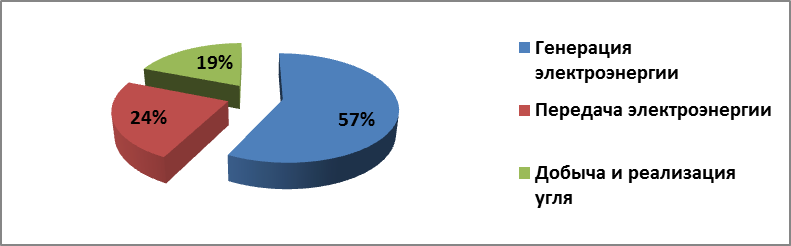 19%
24%
57%
Генерация
электроэнергии
Передача электроэнергии
Добыча и реализация
угля